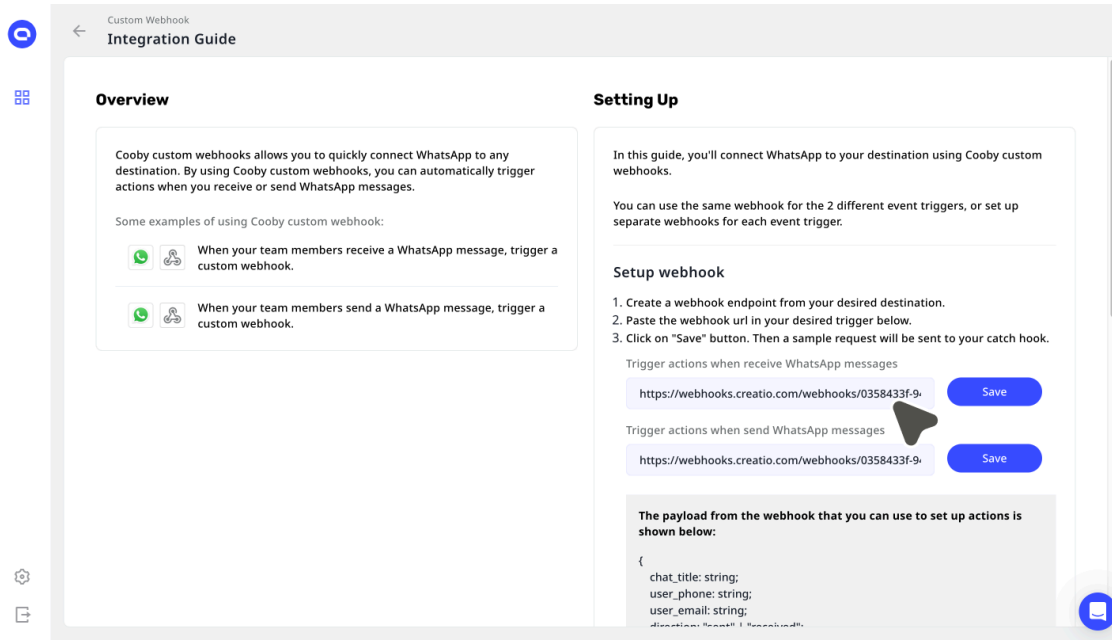 Custom Webhook
Integration Guide
Overview
Cooby custom webhooks allows you to quickly connect WhatsApp to any
destination. By using Cooby custom webhooks, you can automatically trigger
actions when you receive or send WhatsApp messages.
Some examples of using Cooby custom webhook:
When your team members receive a WhatsApp message, trigger a
custom webhook.
When your team members send a WhatsApp message, trigger a
custom webhook.
Setting Up
In this guide, you'll connect WhatsApp to your destination using Cooby custom
webhooks.
You can use the same webhook for the 2 different event triggers, or set up
separate webhooks for each event trigger.
Setup webhook
1. Create a webhook endpoint from your desired destination.
2. Paste the webhook url in your desired trigger below.
3. Click on "Save" button. Then a sample request will be sent to your catch hook.
Trigger actions when receive WhatsApp messages
https://webhooks.creatio.com/webhooks/0358433f-9
Save
Trigger actions when send WhatsApp messages
https://webhooks.creatio.com/webhooks/0358433f-9
Save
The payload from the webhook that you can use to set up actions is
shown below:
{
chat_title: string;
user_phone: string;
user_email: string;
direction: "sent" | "received";